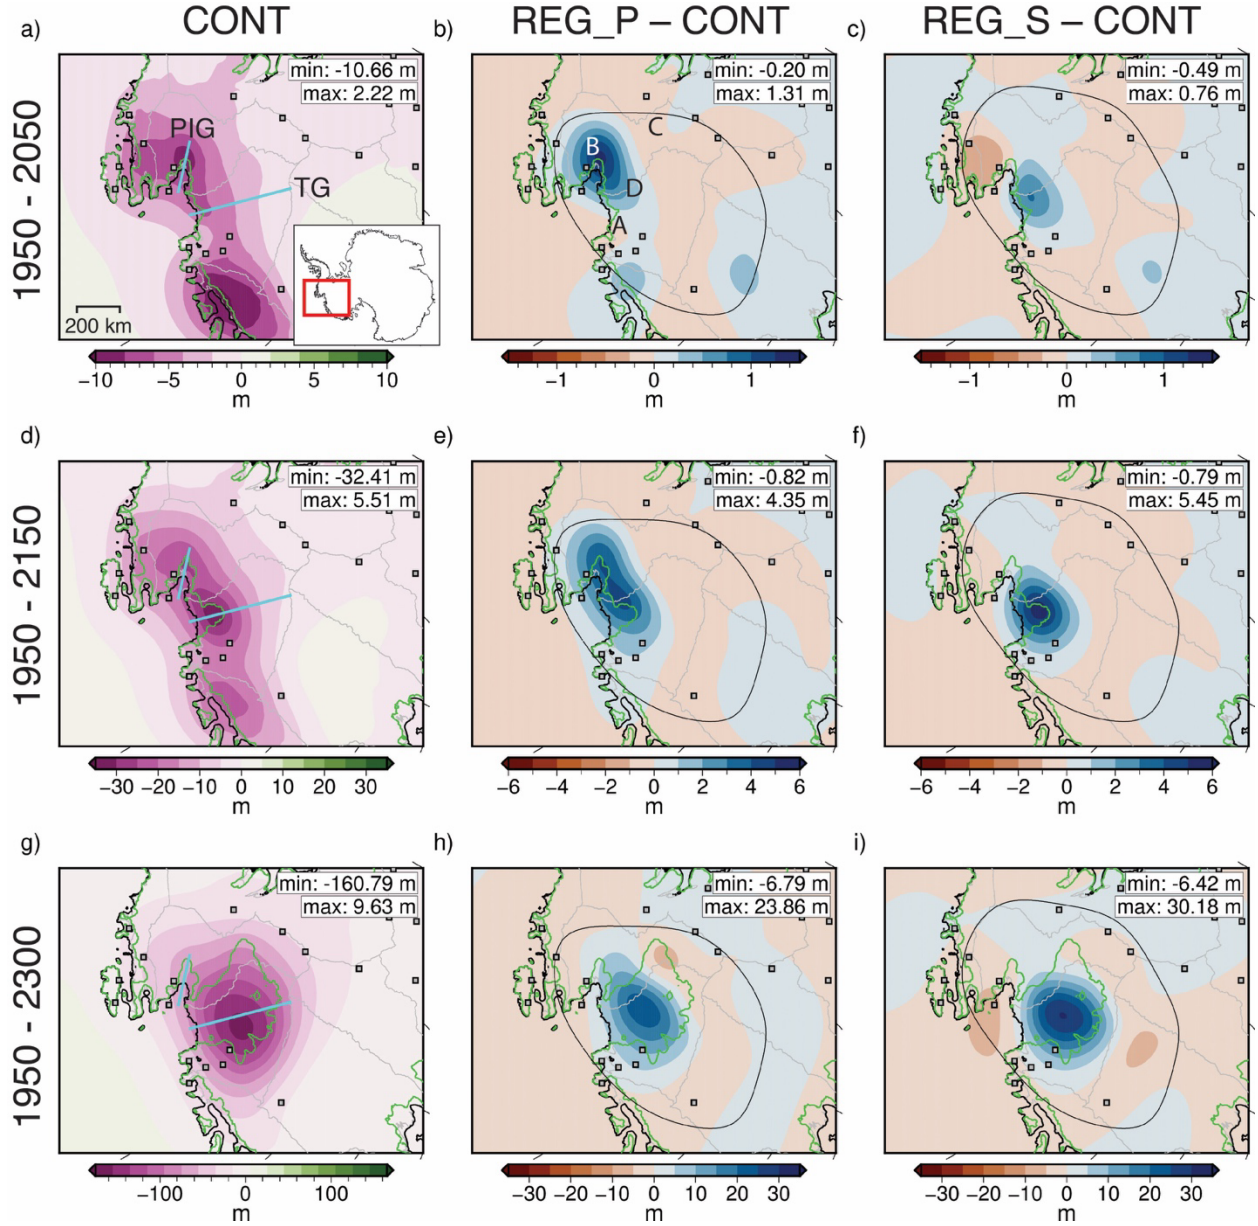 CONT
REG_P – CONT
REG_S – CONT
1950 - 2050
a)
min: -10.66 m
max: 2.22 m
PIG
TG
200 km
−10 −5 0 5 10
m
b)
min: -0.20 m
max: 1.31 m
C
B
D
A
−1 0 1
m
c)
min: -0.49 m
max: 0.76 m
−1 0 1
m
1950 - 2150
d)
min: -32.41 m
max: 5.51 m
−30 −20 −10 0 10 20 30
m
e)
min: -0.82 m
max: 4.35 m
−6 −4 −2 0 2 4 6
m
f)
min: -0.79 m
max: 5.45 m
−6 −4 −2 0 2 4 6
m
1950 - 2300
g)
min: -160.79 m
max: 9.63 m
−100 0 100
m
h)
min: -6.79 m
max: 23.86 m
−30 −20 −10 0 10 20 30
m
i)
min: -6.42 m
max: 30.18 m
−30 −20 −10 0 10 20 30
m